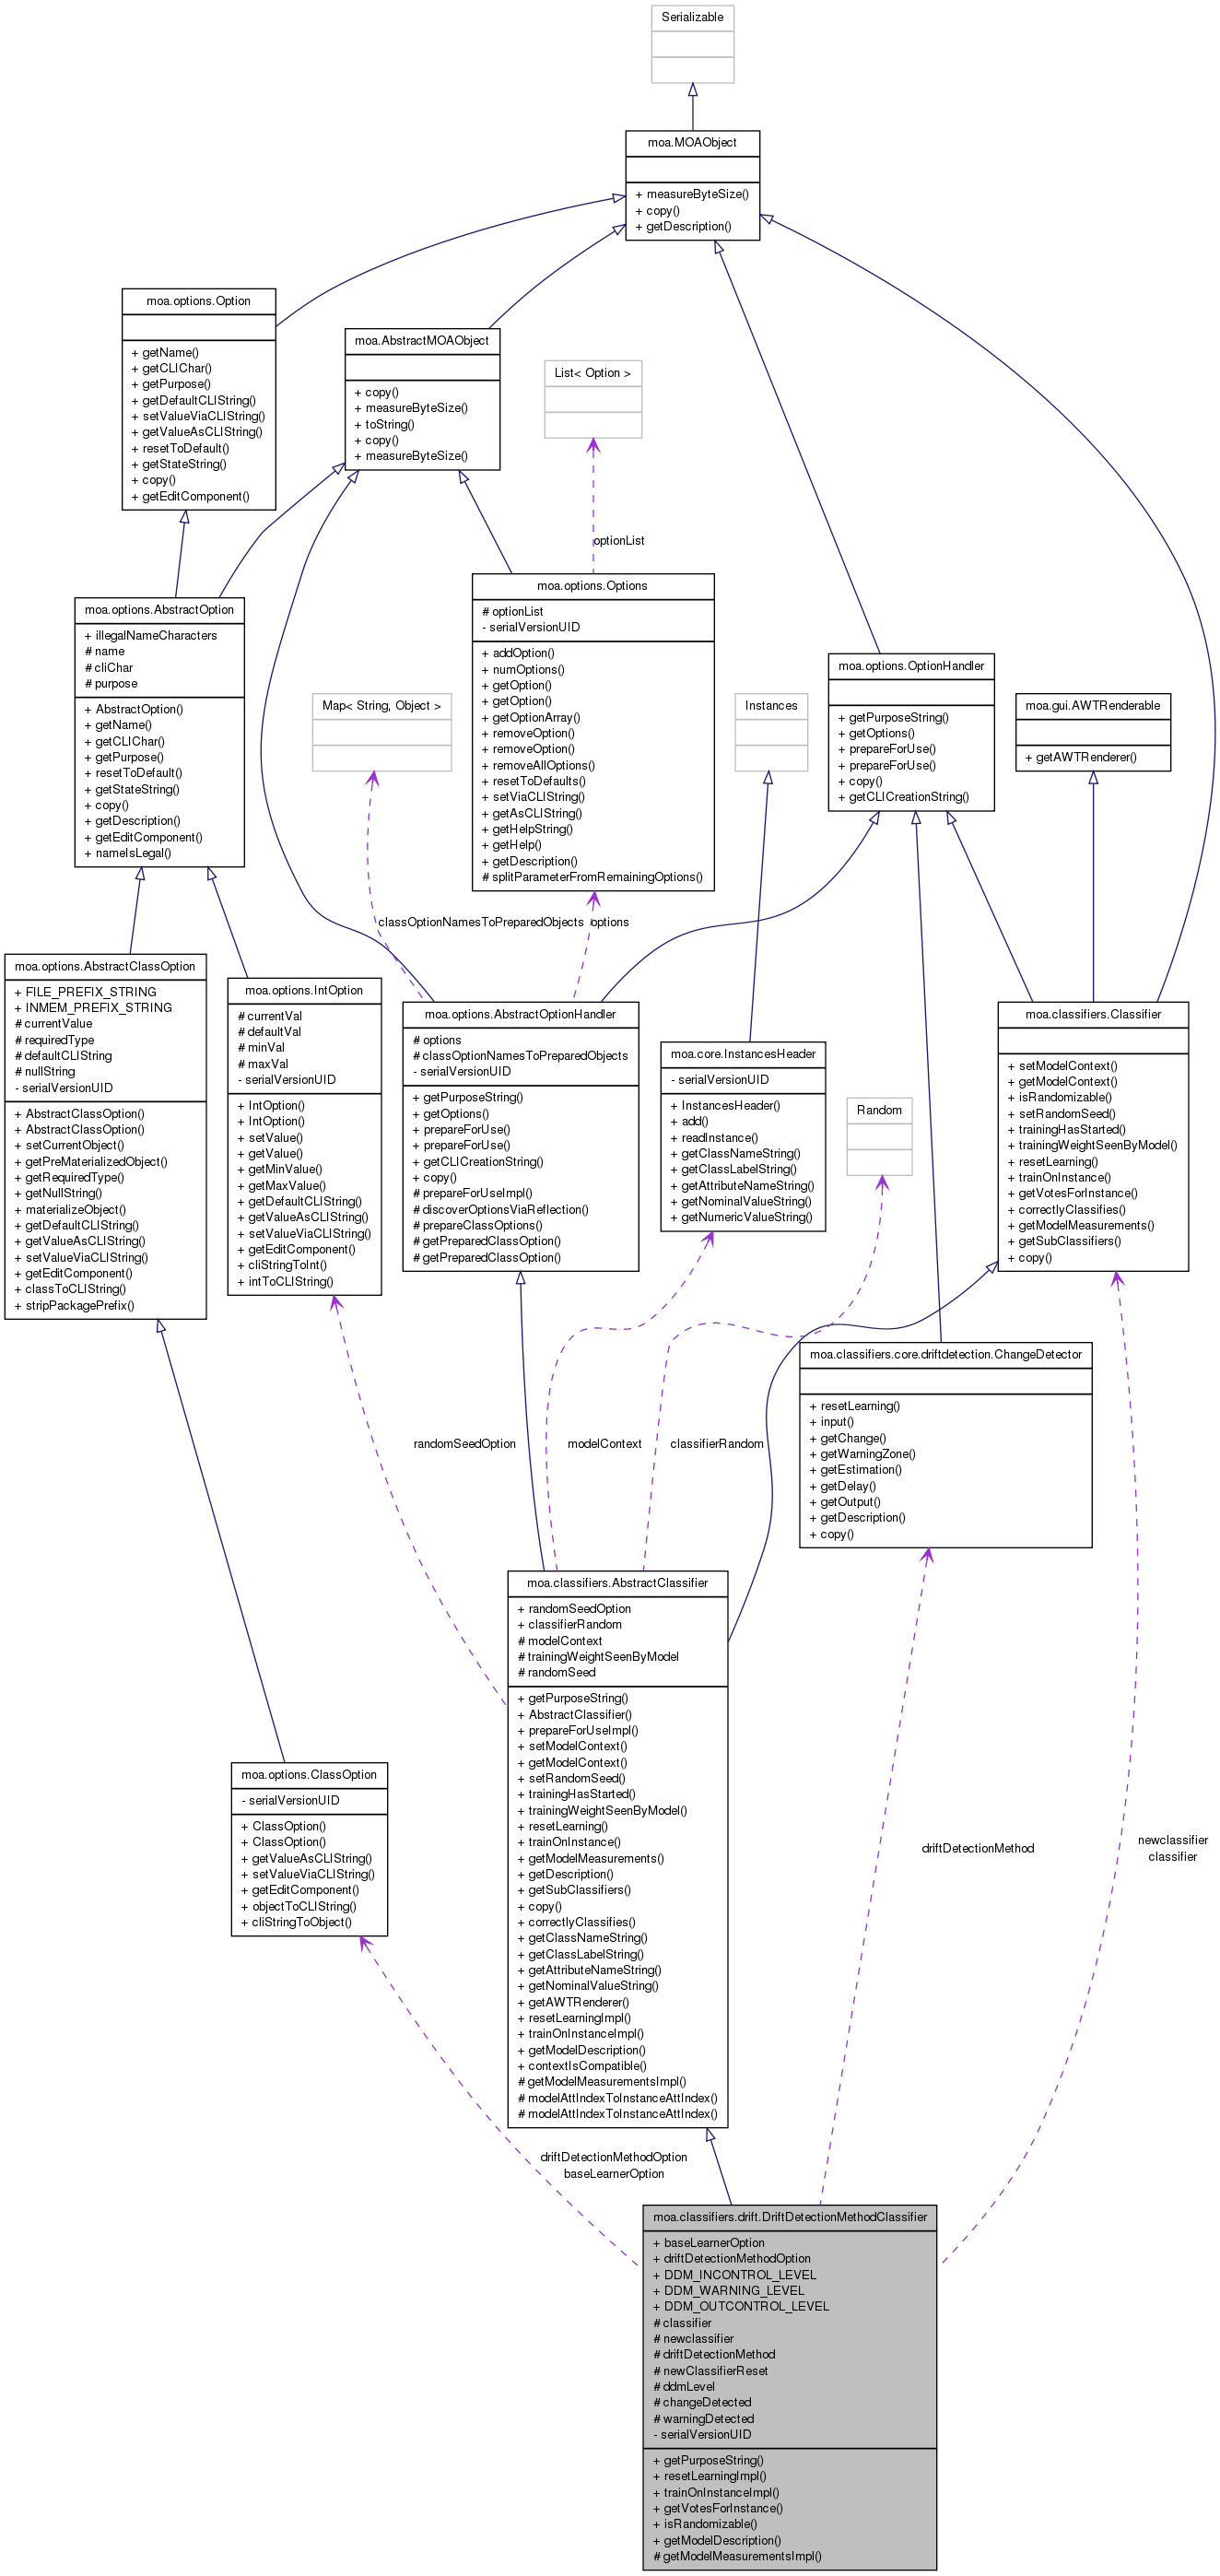 Serializable
moa.MOAObject
+ measureByteSize()
+ copy()
+ getDescription()
moa.options.Option
+ getName()
+ getCLIChar()
+ getPurpose()
+ getDefaultCLIString()
+ setValueViaCLIString()
+ getValueAsCLIString()
+ resetToDefault()
+ getStateString()
+ copy()
+ getEditComponent()
moa.AbstractMOAObject
+ copy()
+ measureByteSize()
+ toString()
+ copy()
+ measureByteSize()
List< Option >
optionList
moa.options.AbstractOption
+ illegalNameCharacters
# name
# cliChar
# purpose
+ AbstractOption()
+ getName()
+ getCLIChar()
+ getPurpose()
+ resetToDefault()
+ getStateString()
+ copy()
+ getDescription()
+ getEditComponent()
+ nameIsLegal()
moa.options.Options
# optionList
- serialVersionUID
+ addOption()
+ numOptions()
+ getOption()
+ getOption()
+ getOptionArray()
+ removeOption()
+ removeOption()
+ removeAllOptions()
+ resetToDefaults()
+ setViaCLIString()
+ getAsCLIString()
+ getHelpString()
+ getHelp()
+ getDescription()
# splitParameterFromRemainingOptions()
Map< String, Object >
Instances
moa.options.OptionHandler
+ getPurposeString()
+ getOptions()
+ prepareForUse()
+ prepareForUse()
+ copy()
+ getCLICreationString()
moa.gui.AWTRenderable
+ getAWTRenderer()
classOptionNamesToPreparedObjects
options
moa.options.AbstractClassOption
+ FILE_PREFIX_STRING
+ INMEM_PREFIX_STRING
# currentValue
# requiredType
# defaultCLIString
# nullString
- serialVersionUID
+ AbstractClassOption()
+ AbstractClassOption()
+ setCurrentObject()
+ getPreMaterializedObject()
+ getRequiredType()
+ getNullString()
+ materializeObject()
+ getDefaultCLIString()
+ getValueAsCLIString()
+ setValueViaCLIString()
+ getEditComponent()
+ classToCLIString()
+ stripPackagePrefix()
moa.options.IntOption
# currentVal
# defaultVal
# minVal
# maxVal
- serialVersionUID
+ IntOption()
+ IntOption()
+ setValue()
+ getValue()
+ getMinValue()
+ getMaxValue()
+ getDefaultCLIString()
+ getValueAsCLIString()
+ setValueViaCLIString()
+ getEditComponent()
+ cliStringToInt()
+ intToCLIString()
moa.options.AbstractOptionHandler
# options
# classOptionNamesToPreparedObjects
- serialVersionUID
+ getPurposeString()
+ getOptions()
+ prepareForUse()
+ prepareForUse()
+ getCLICreationString()
+ copy()
# prepareForUseImpl()
# discoverOptionsViaReflection()
# prepareClassOptions()
# getPreparedClassOption()
# getPreparedClassOption()
moa.core.InstancesHeader
- serialVersionUID
+ InstancesHeader()
+ add()
+ readInstance()
+ getClassNameString()
+ getClassLabelString()
+ getAttributeNameString()
+ getNominalValueString()
+ getNumericValueString()
Random
moa.classifiers.Classifier
+ setModelContext()
+ getModelContext()
+ isRandomizable()
+ setRandomSeed()
+ trainingHasStarted()
+ trainingWeightSeenByModel()
+ resetLearning()
+ trainOnInstance()
+ getVotesForInstance()
+ correctlyClassifies()
+ getModelMeasurements()
+ getSubClassifiers()
+ copy()
moa.classifiers.core.driftdetection.ChangeDetector
+ resetLearning()
+ input()
+ getChange()
+ getWarningZone()
+ getEstimation()
+ getDelay()
+ getOutput()
+ getDescription()
+ copy()
randomSeedOption
modelContext
classifierRandom
moa.classifiers.AbstractClassifier
+ randomSeedOption
+ classifierRandom
# modelContext
# trainingWeightSeenByModel
# randomSeed
+ getPurposeString()
+ AbstractClassifier()
+ prepareForUseImpl()
+ setModelContext()
+ getModelContext()
+ setRandomSeed()
+ trainingHasStarted()
+ trainingWeightSeenByModel()
+ resetLearning()
+ trainOnInstance()
+ getModelMeasurements()
+ getDescription()
+ getSubClassifiers()
+ copy()
+ correctlyClassifies()
+ getClassNameString()
+ getClassLabelString()
+ getAttributeNameString()
+ getNominalValueString()
+ getAWTRenderer()
+ resetLearningImpl()
+ trainOnInstanceImpl()
+ getModelDescription()
+ contextIsCompatible()
# getModelMeasurementsImpl()
# modelAttIndexToInstanceAttIndex()
# modelAttIndexToInstanceAttIndex()
moa.options.ClassOption
- serialVersionUID
+ ClassOption()
+ ClassOption()
+ getValueAsCLIString()
+ setValueViaCLIString()
+ getEditComponent()
+ objectToCLIString()
+ cliStringToObject()
driftDetectionMethod
newclassifier
classifier
driftDetectionMethodOption
baseLearnerOption
moa.classifiers.drift.DriftDetectionMethodClassifier
+ baseLearnerOption
+ driftDetectionMethodOption
+ DDM_INCONTROL_LEVEL
+ DDM_WARNING_LEVEL
+ DDM_OUTCONTROL_LEVEL
# classifier
# newclassifier
# driftDetectionMethod
# newClassifierReset
# ddmLevel
# changeDetected
# warningDetected
- serialVersionUID
+ getPurposeString()
+ resetLearningImpl()
+ trainOnInstanceImpl()
+ getVotesForInstance()
+ isRandomizable()
+ getModelDescription()
# getModelMeasurementsImpl()